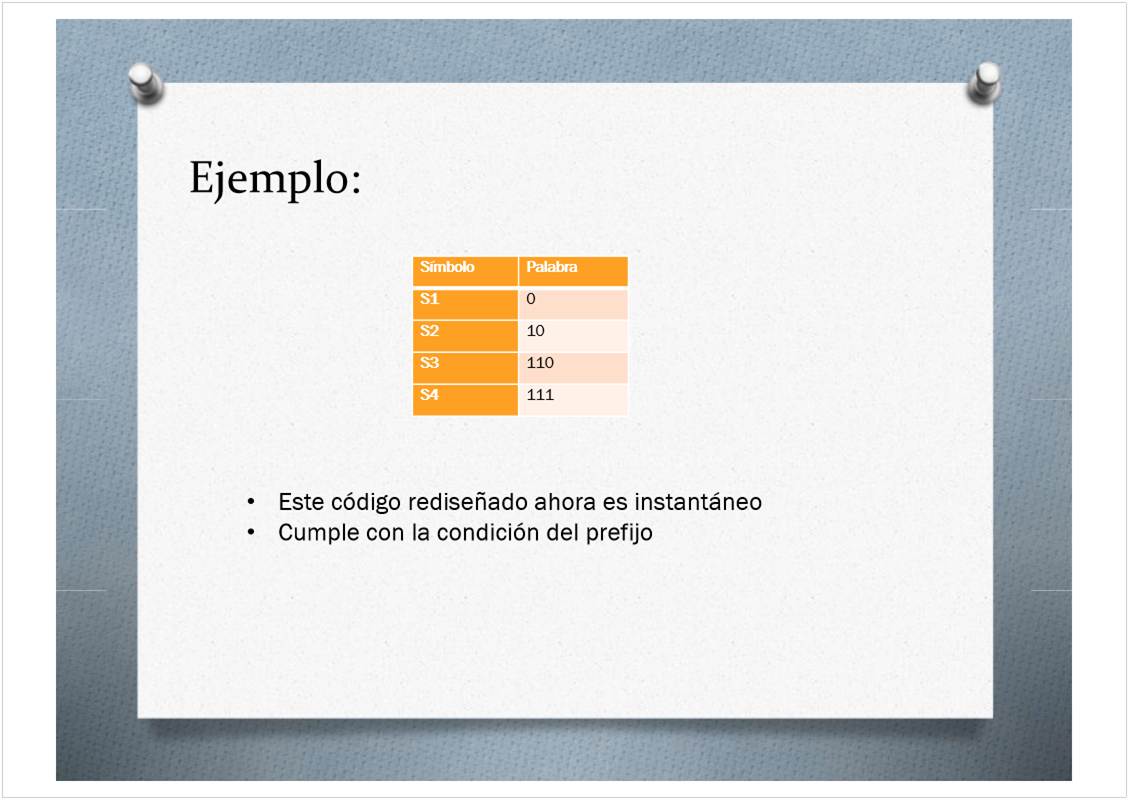 Ejemplo:
Símbolo Palabra
S1 0
S2 10
S3 110
S4 111
• Este código rediseñado ahora es instantáneo
• Cumple con la condición del prefijo